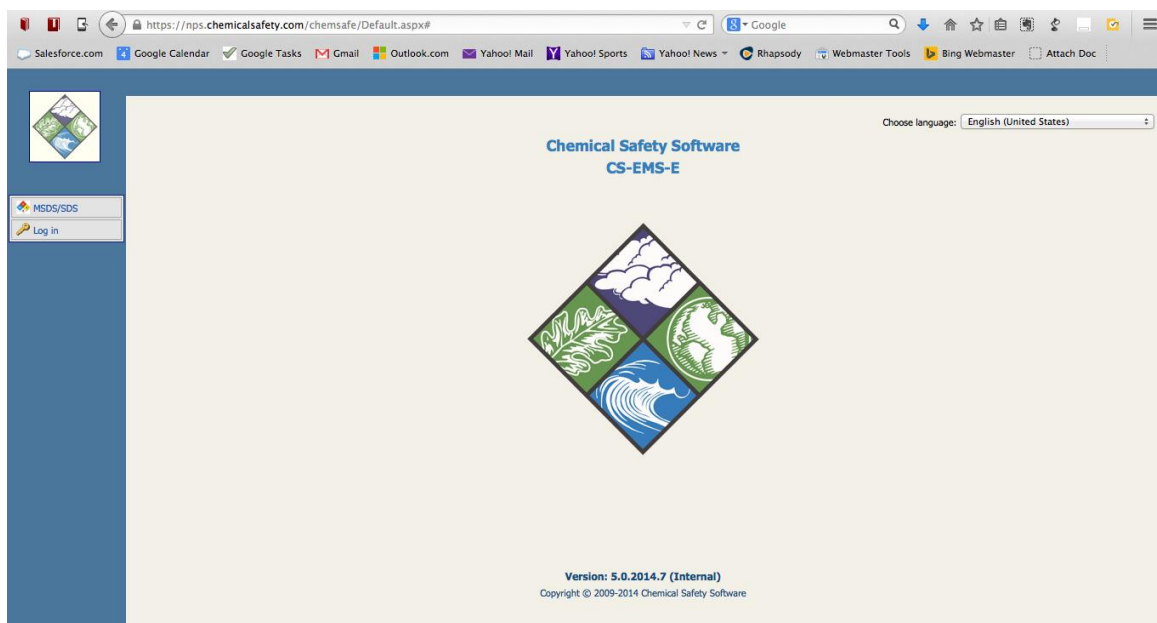 https://nps.chemicalsafety.com/chemsafe/Default.aspx#
Google
Salesforce.com 4 Google Calendar Google Tasks Gmail Outlook.com Yahoo! Mail Yahoo! Sports Yahoo! News Rhapsody Webmaster Tools Bing Webmaster Attach Doc
Choose language: English (United States)
Chemical Safety Software
CS-EMS-E
MSDS/SDS
Log in
Version: 5.0.2014.7 (Internal)
Copyright © 2009-2014 Chemical Safety Software